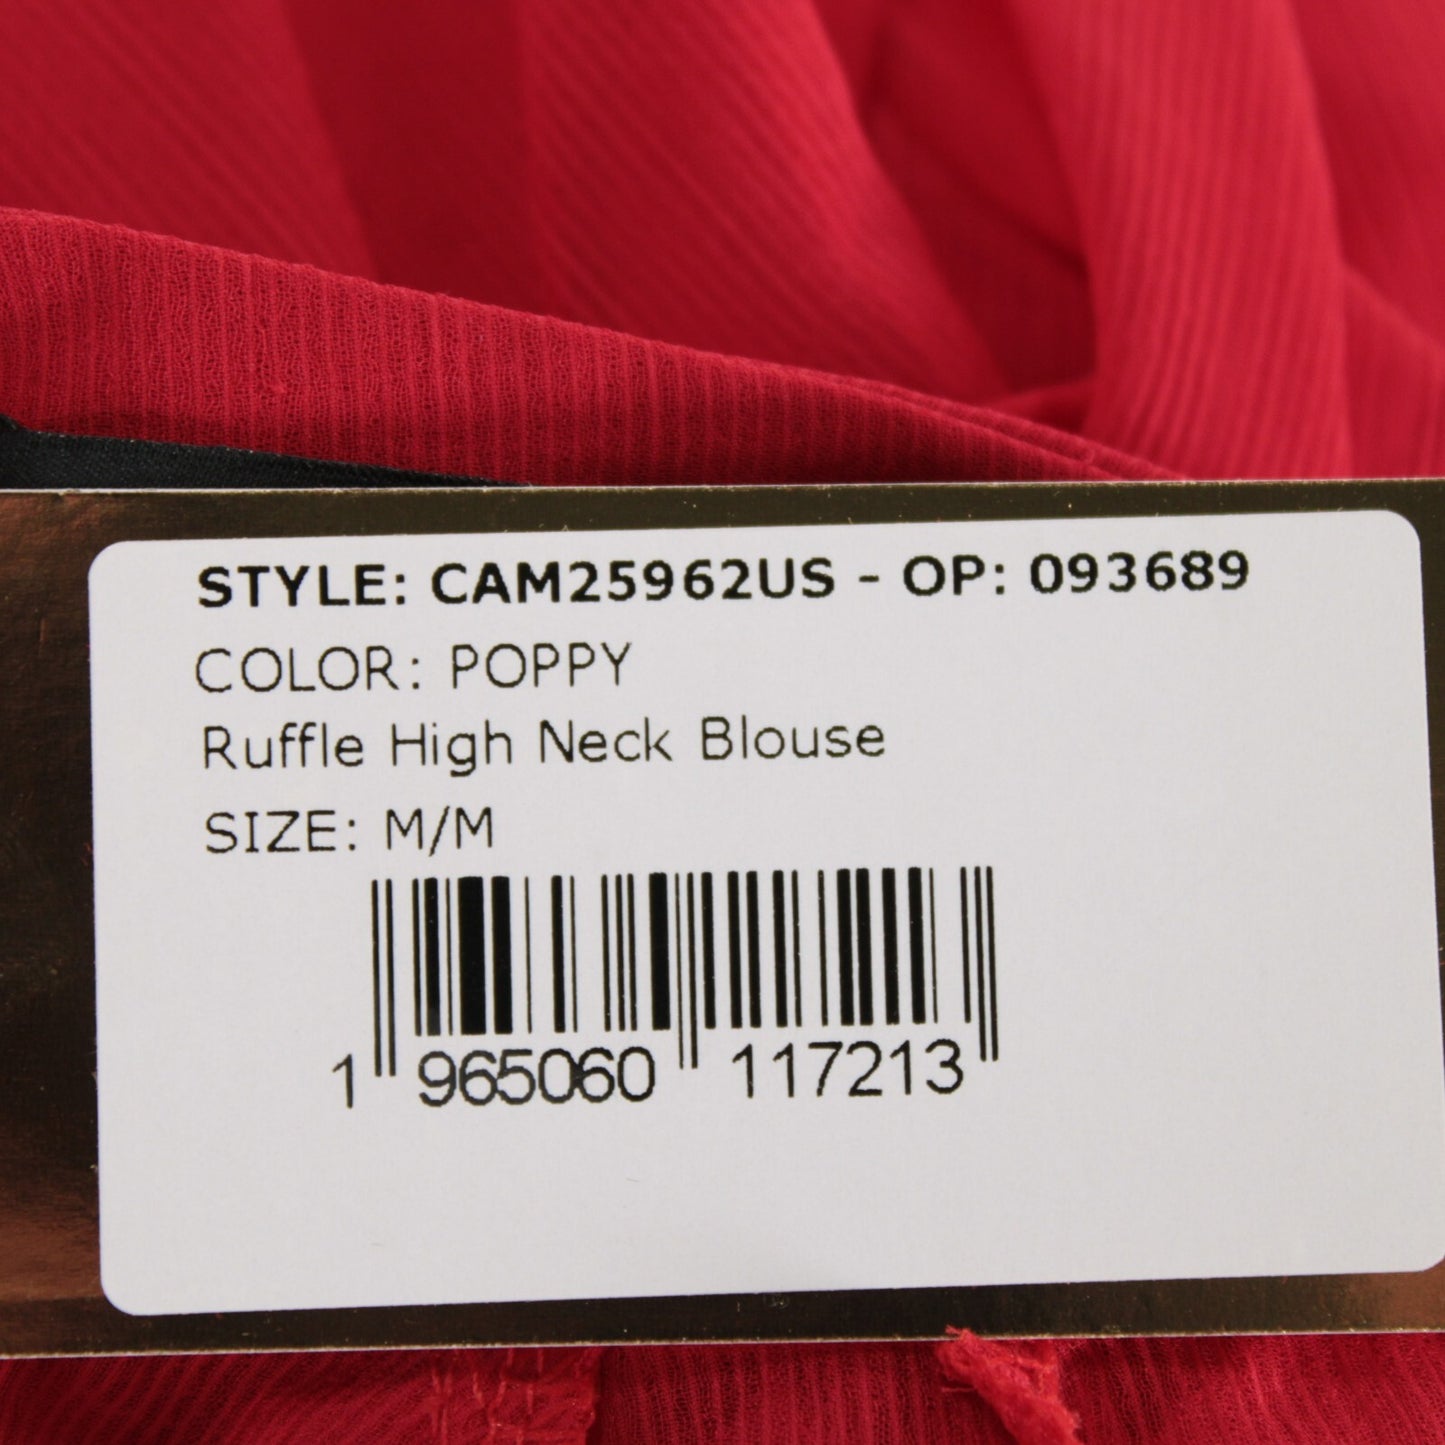 STYLE: CAM25962US - OP: 093689
COLOR: POPPY
Ruffle High Neck Blouse
SIZE: M/M
1 965060 117213